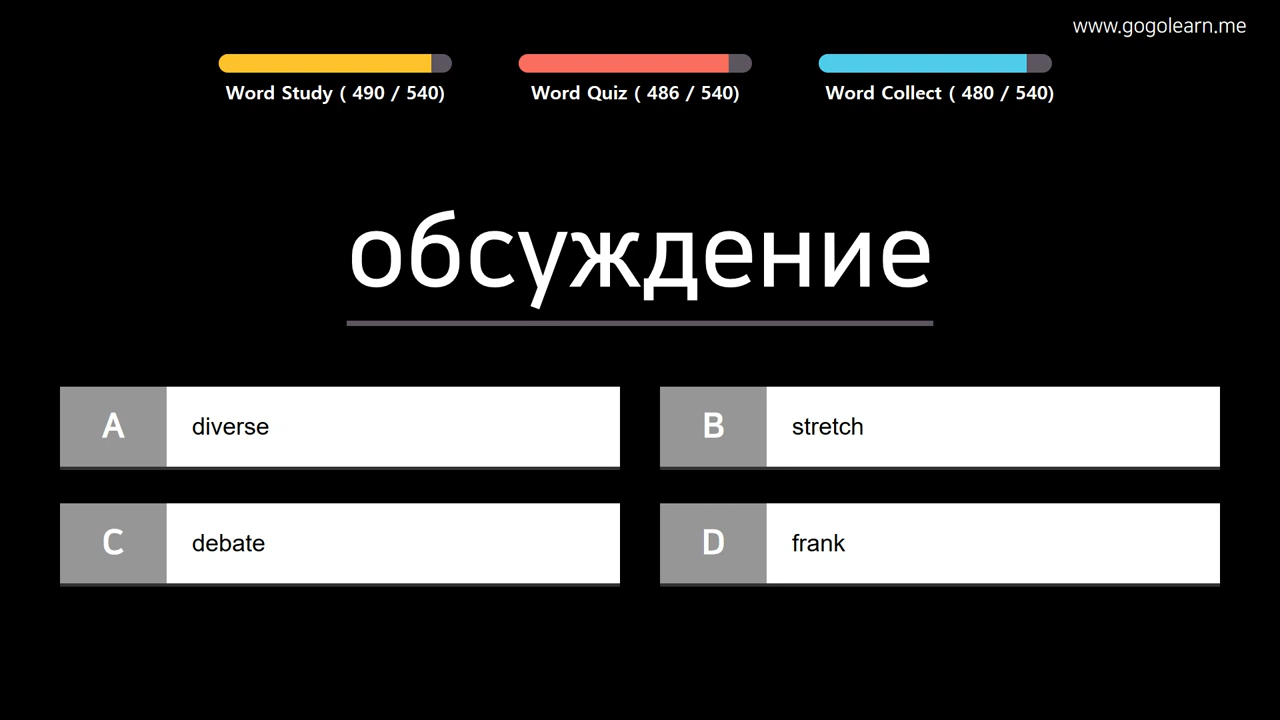 www.gogolearn.me
Word Study ( 490 / 540)
Word Quiz ( 486 / 540)
Word Collect ( 480 / 540)
обсуждение
A diverse
B stretch
C debate
D frank